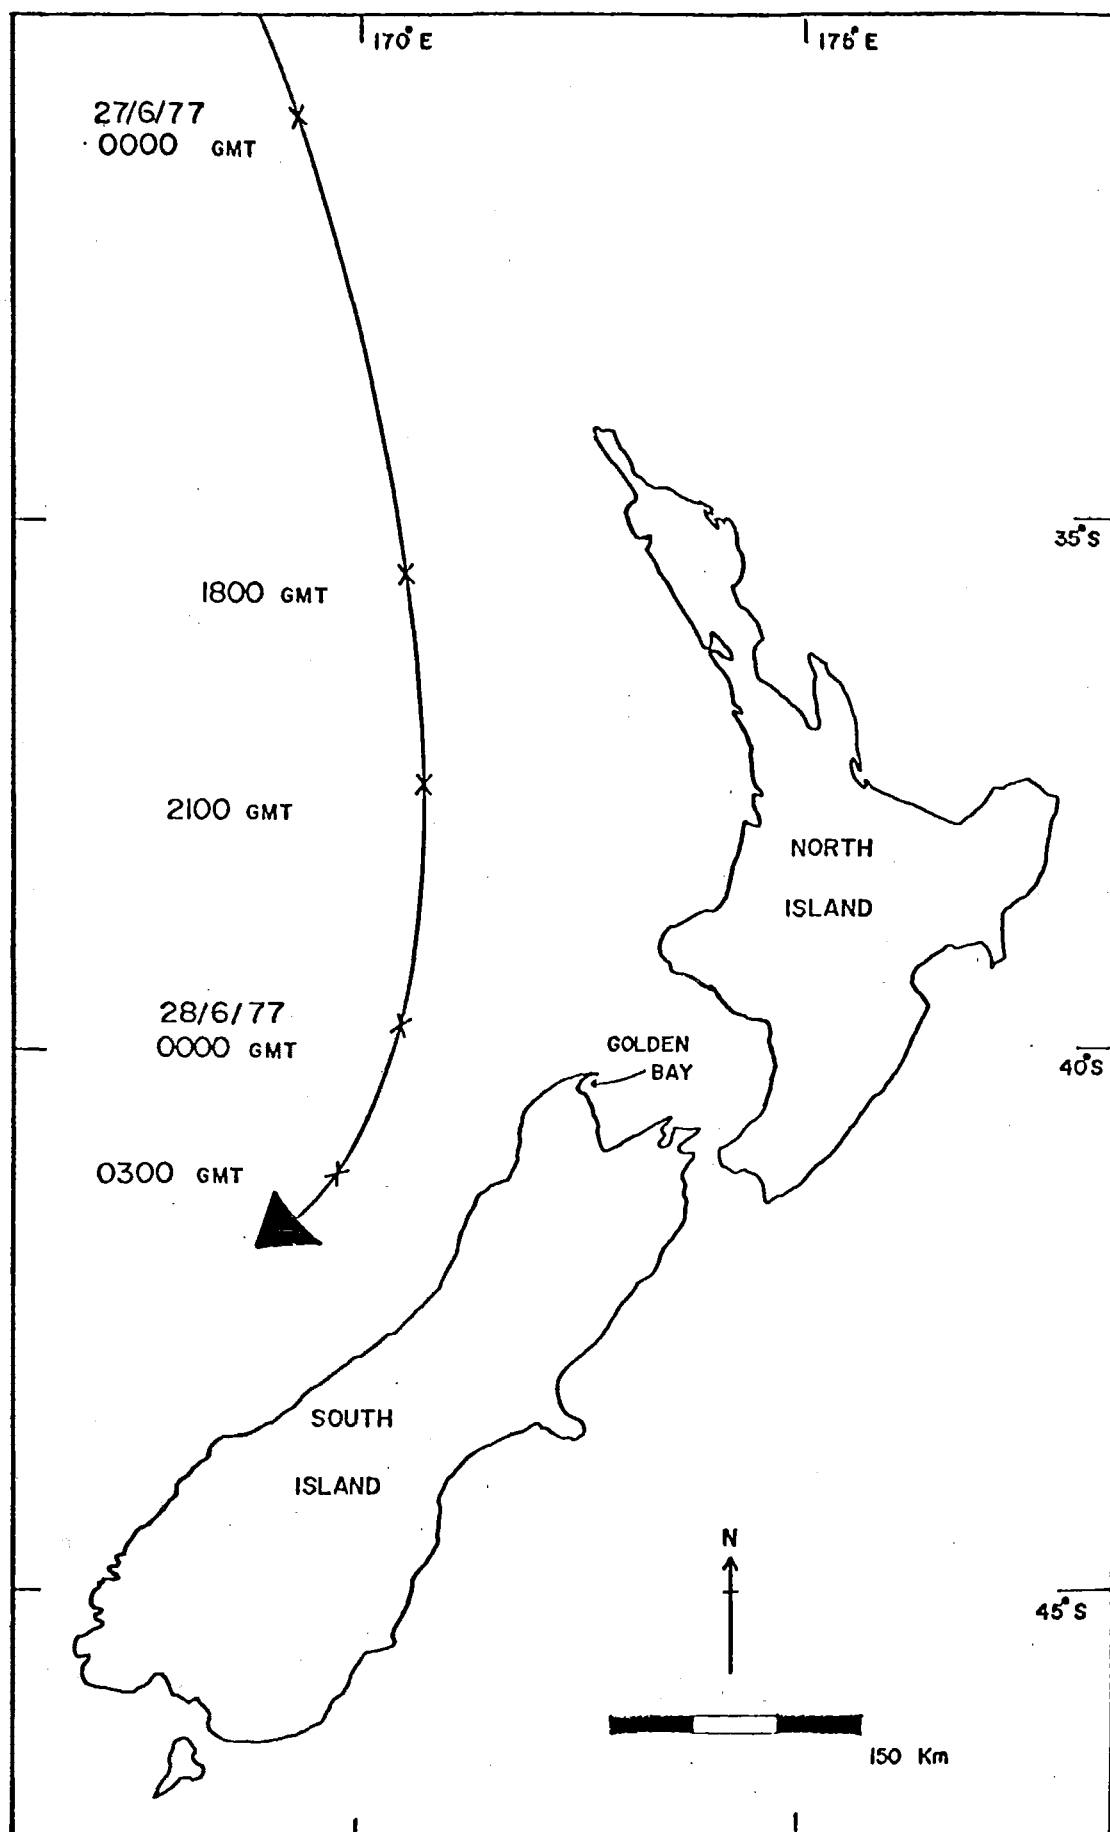 170° E
175° E
27/6/77
0000 GMT
35° S
1800 GMT
2100 GMT
NORTH
ISLAND
28/6/77
0000 GMT
GOLDEN
BAY
40° S
0300 GMT
SOUTH
ISLAND
N
45° S
150 Km